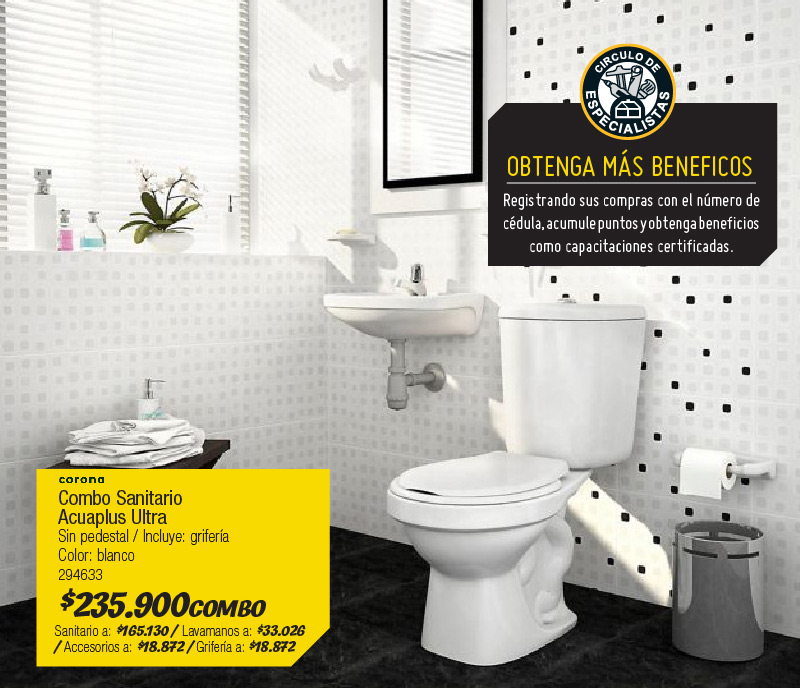 CIRCULO DE
ESPECIALISTAS
OBTENGA MÁS BENEFICOS
Registrando sus compras con el número de
cédula, acumule puntos y obtenga beneficios
como capacitaciones certificadas.
corona
Combo Sanitario
Acuaplus Ultra
Sin pedestal / Incluye: grifería
Color: blanco
294633
$235.900COMBO
Sanitario a: $165.130 / Lavamanos a: $33.026
/ Accesorios a: $18.872 / Grifería a: $18.872